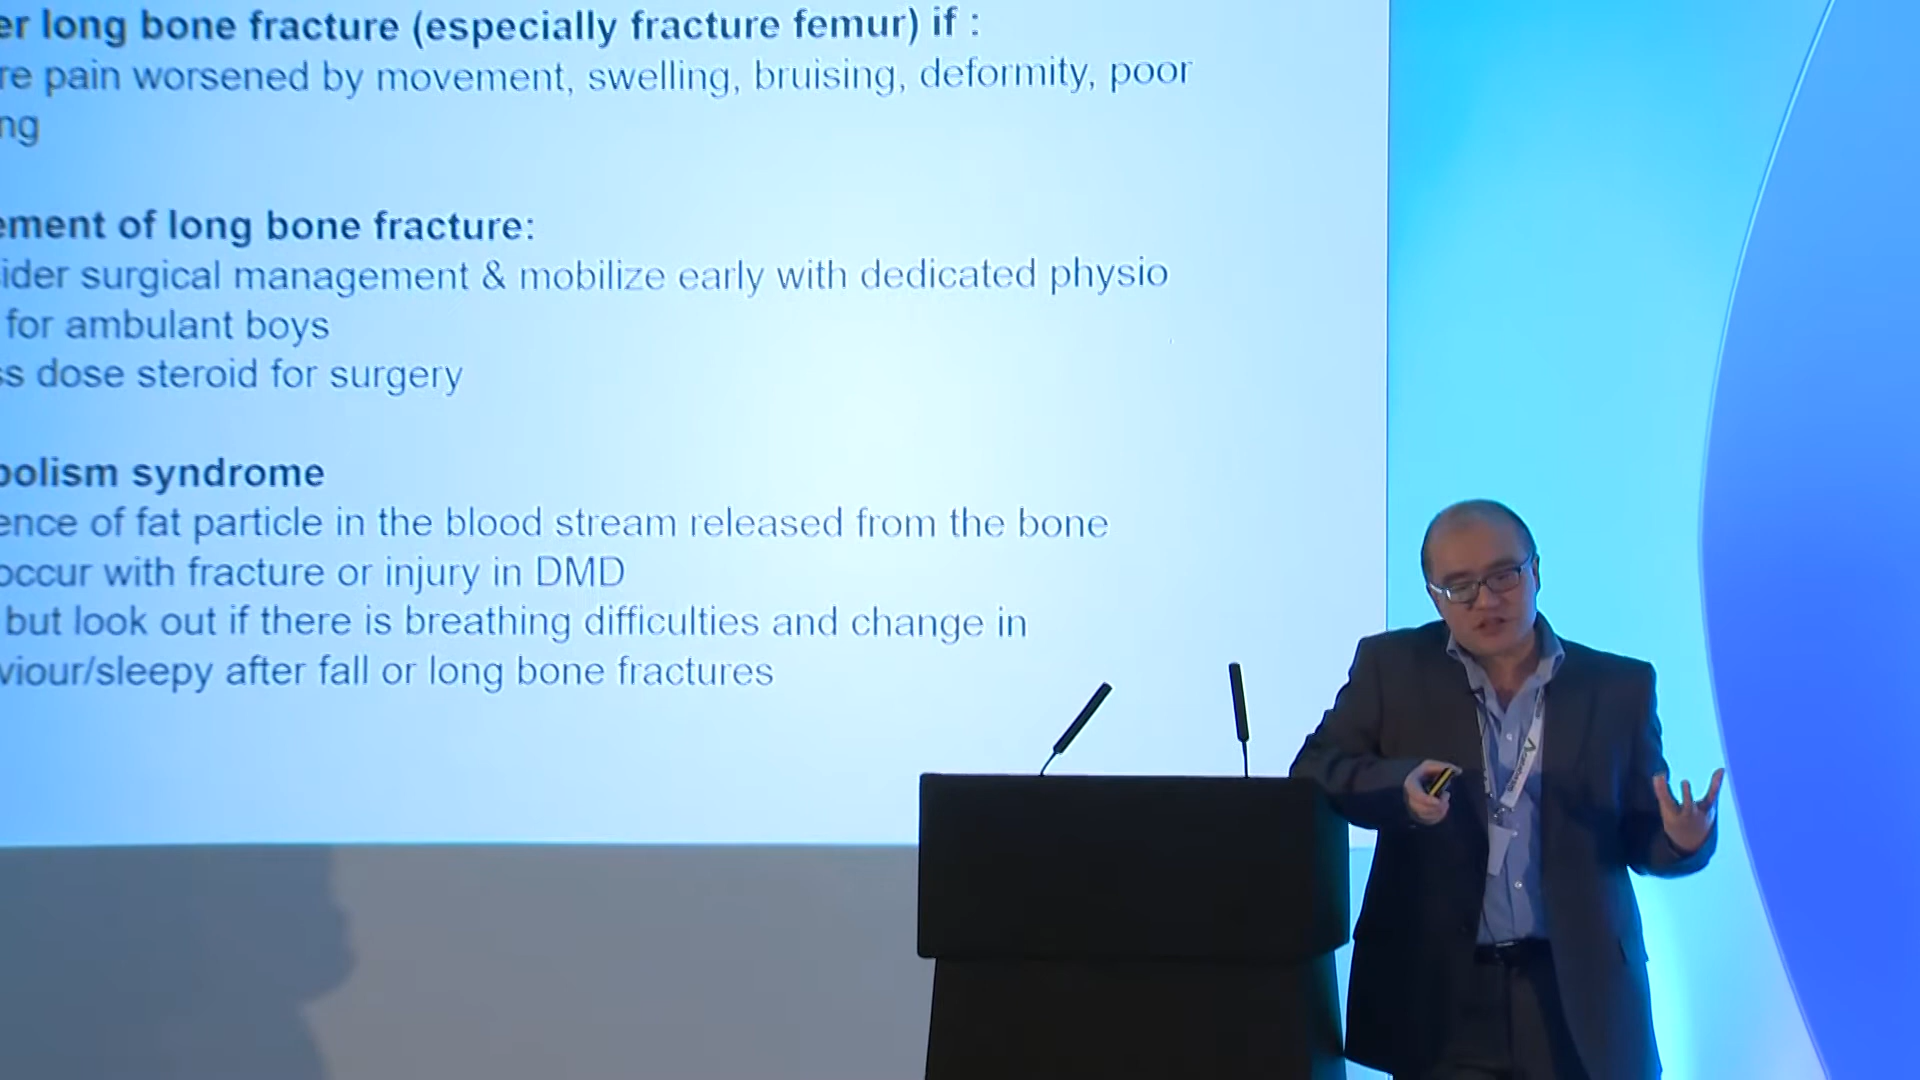 er long bone fracture (especially fracture femur) if :
re pain worsened by movement, swelling, bruising, deformity, poor
ng
ement of long bone fracture:
ider surgical management & mobilize early with dedicated physio
for ambulant boys
ss dose steroid for surgery
bolism syndrome
ence of fat particle in the blood stream released from the bone
occur with fracture or injury in DMD
but look out if there is breathing difficulties and change in
viour/sleepy after fall or long bone fractures